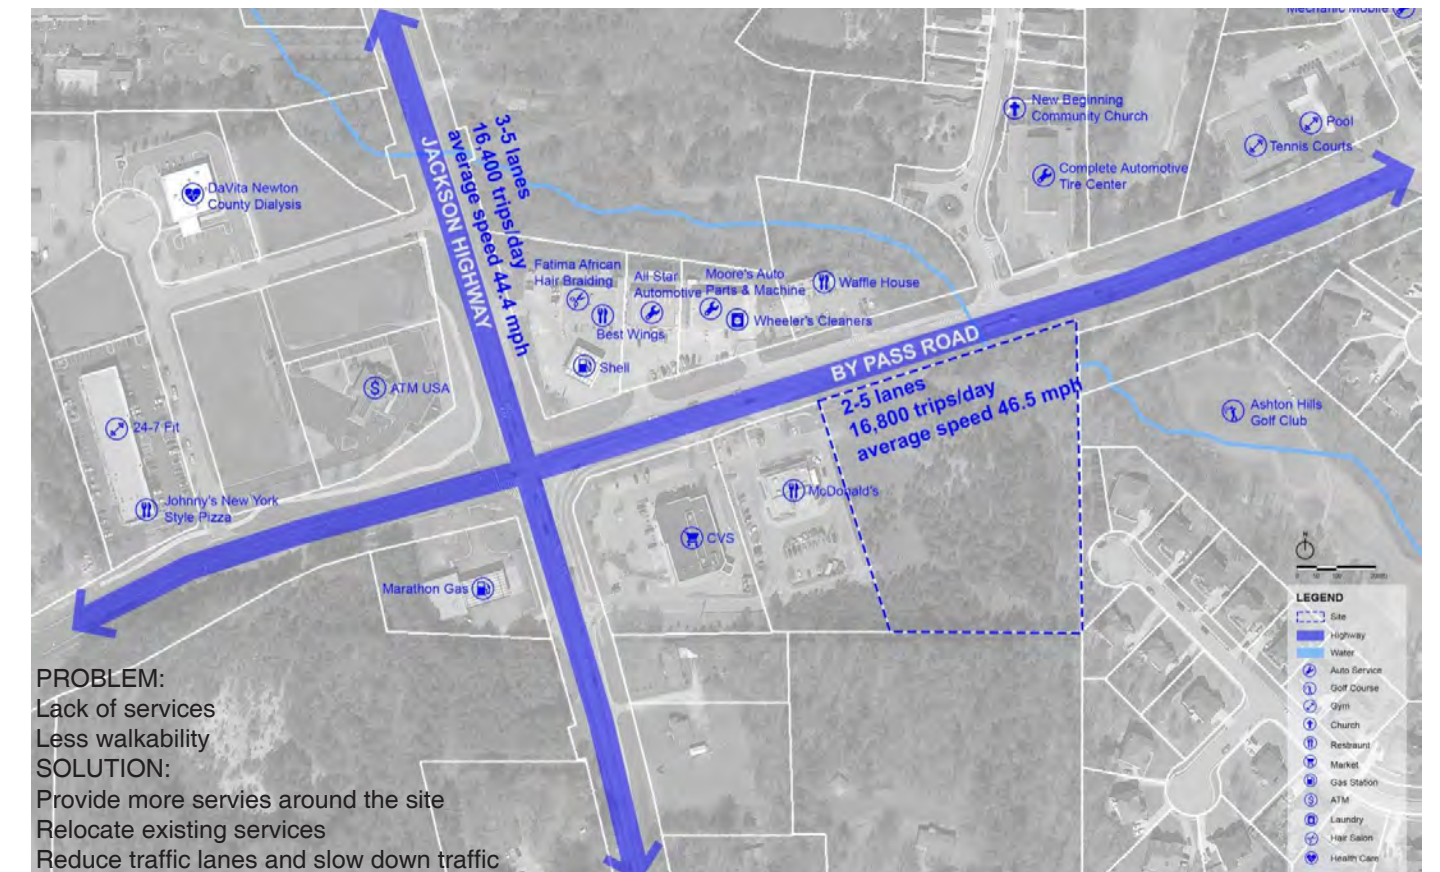 Mechanic Mobile
New Beginning
Community Church
Pool
Tennis Courts
Complete Automotive
Tire Center
DaVita Newton
County Dialysis
JACKSON HIGHWAY
3-5 lanes
16,400 trips/day
average speed 44.4 mph
Fatima African
Hair Braiding
All Star
Automotive
Moore's Auto
Parts & Machine
Waffle House
Wheeler's Cleaners
Best Wings
Shell
BY PASS ROAD
2-5 lanes
16,800 trips/day
average speed 46.5 mph
ATM USA
Ashton Hills
Golf Club
24-7 Fit
Johnny's New York
Style Pizza
McDonald's
CVS
Marathon Gas
N
LEGEND
Site
Highway
Water
Auto Service
Golf Course
Gym
Church
Restraunt
Market
Gas Station
ATM
Laundry
Hair Salon
Health Care
PROBLEM:
Lack of services
Less walkability
SOLUTION:
Provide more servies around the site
Relocate existing services
Reduce traffic lanes and slow down traffic